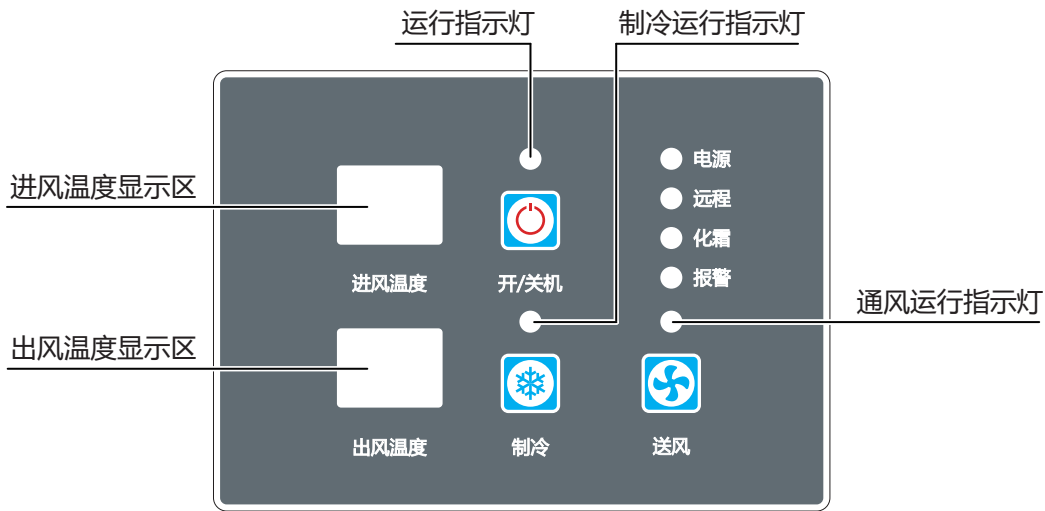 运行指示灯
制冷运行指示灯
电源
进风温度显示区
远程
化霜
进风温度
开/关机
报警
通风运行指示灯
出风温度显示区
出风温度
制冷
送风